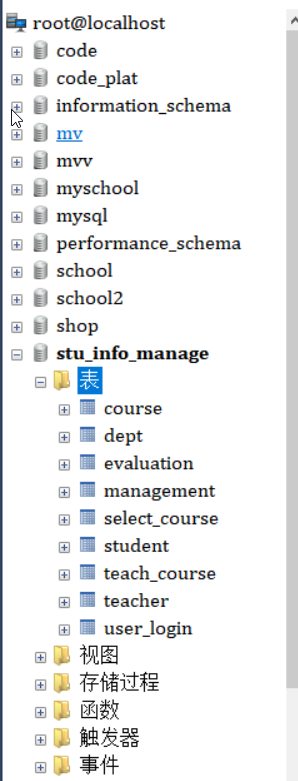 root@localhost
code
code_plat
information_schema
mv
mvv
myschool
mysql
performance_schema
school
school2
shop
stu_info_manage
表
course
dept
evaluation
management
select_course
student
teach_course
teacher
user_login
视图
存储过程
函数
触发器
事件